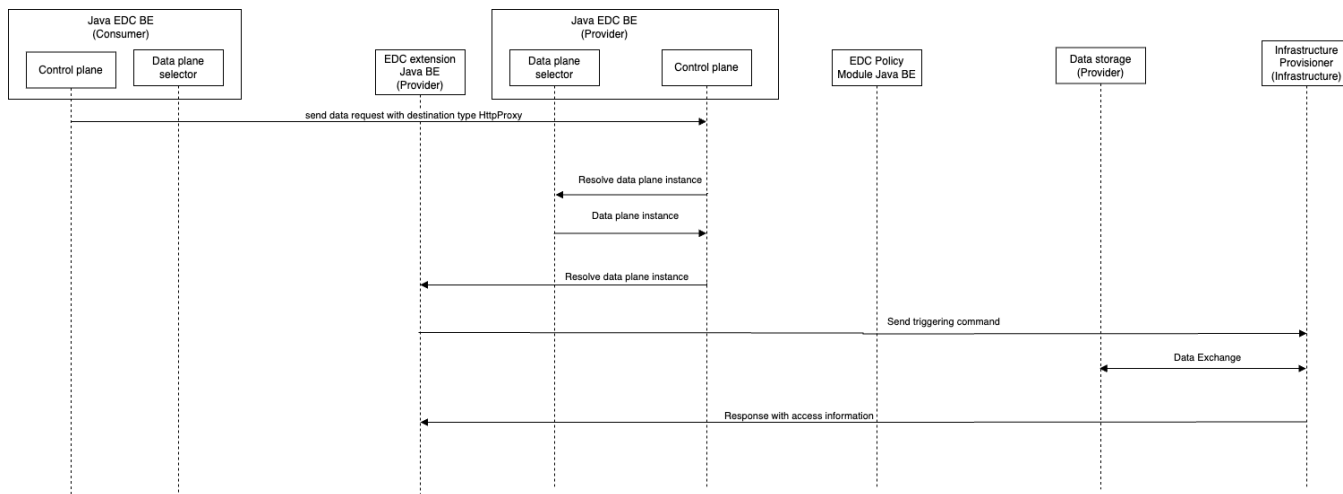 Java EDC BE
(Consumer)
Control plane
Data plane
selector
EDC extension
Java BE
(Provider)
Java EDC BE
(Provider)
Data plane
selector
Control plane
EDC Policy
Module Java BE
Data storage
(Provider)
Infrastructure
Provisioner
(Infrastructure)
send data request with destination type HttpProxy
Resolve data plane instance
Data plane instance
Resolve data plane instance
Send triggering command
Data Exchange
Response with access information